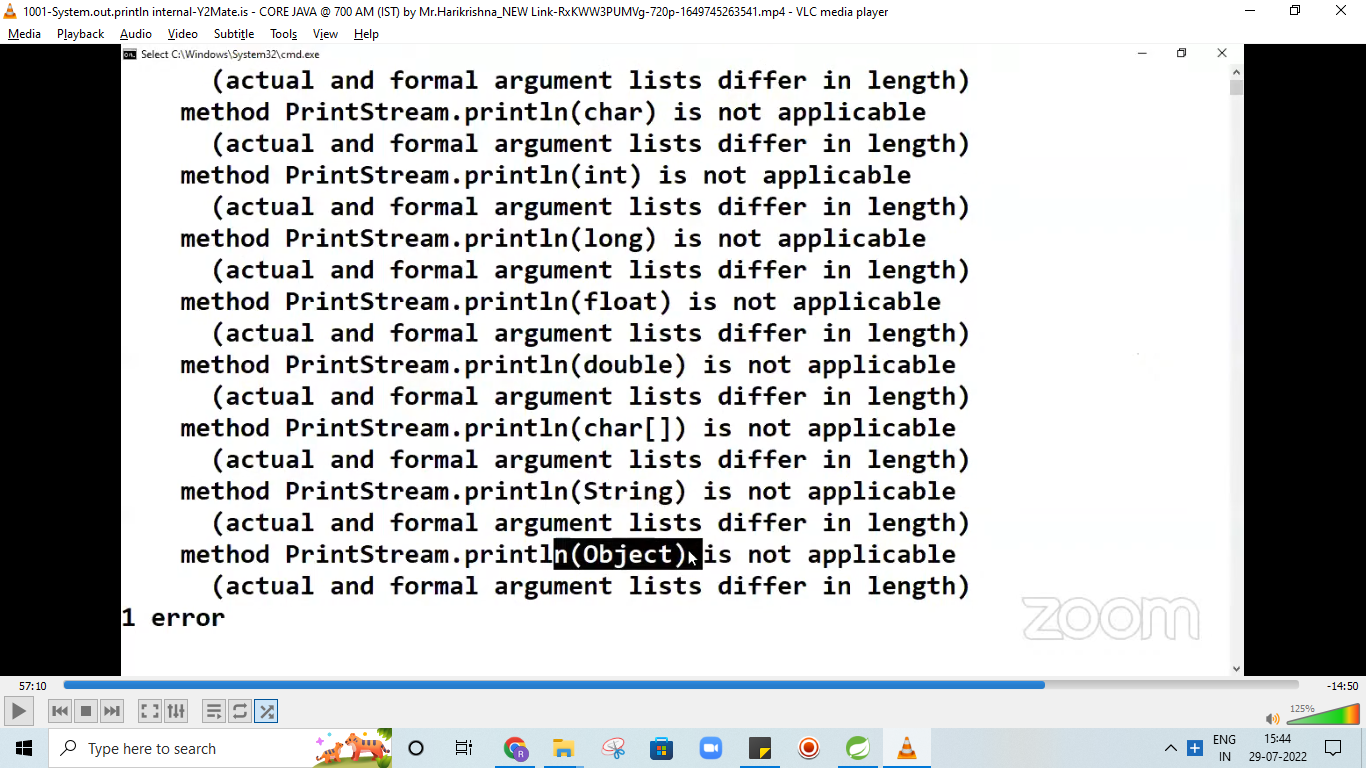 1001-System.out.println internal-Y2Mate.is - CORE JAVA @ 700 AM (IST) by Mr.Harikrishna_NEW Link-RxKWW3PUMVg-720p-1649745263541.mp4 - VLC media player
Media Playback Audio Video Subtitle Tools View Help
Select C:\Windows\System32\cmd.exe
(actual and formal argument lists differ in length)
method PrintStream.println(char) is not applicable
(actual and formal argument lists differ in length)
method PrintStream.println(int) is not applicable
(actual and formal argument lists differ in length)
method PrintStream.println(long) is not applicable
(actual and formal argument lists differ in length)
method PrintStream.println(float) is not applicable
(actual and formal argument lists differ in length)
method PrintStream.println(double) is not applicable
(actual and formal argument lists differ in length)
method PrintStream.println(char[]) is not applicable
(actual and formal argument lists differ in length)
method PrintStream.println(String) is not applicable
(actual and formal argument lists differ in length)
method PrintStream.println(Object) is not applicable
(actual and formal argument lists differ in length)
1 error
zoom
57:10 -14:50
125%
Type here to search
R
ENG 15:44
IN 29-07-2022